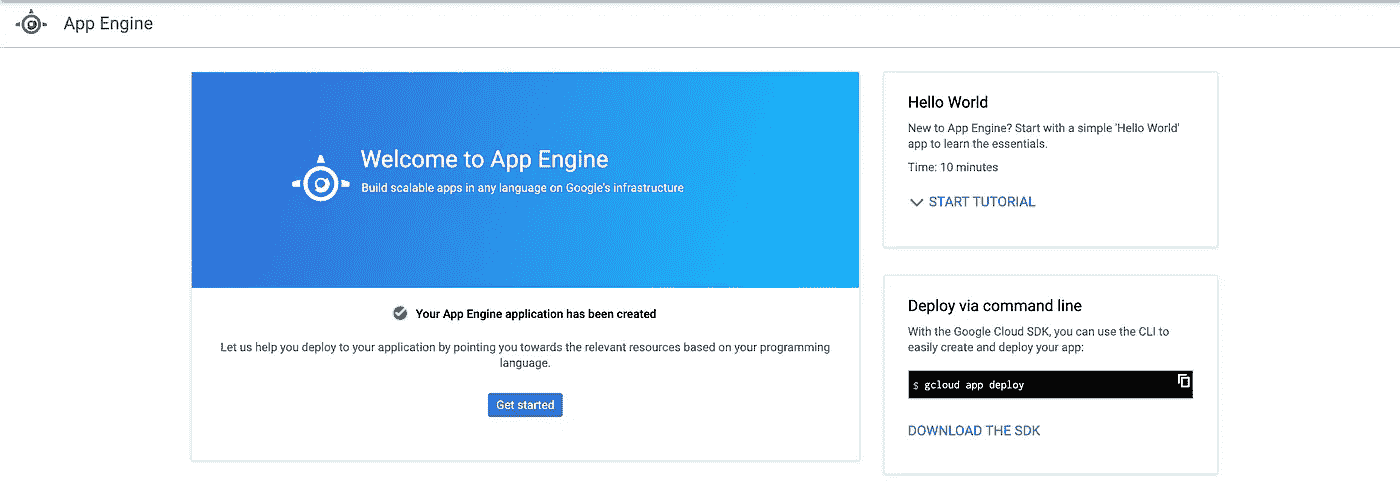 App Engine
Welcome to App Engine
Build scalable apps in any language on Google's infrastructure
Your App Engine application has been created
Let us help you deploy to your application by pointing you towards the relevant resources based on your programming
language.
Get started
Hello World
New to App Engine? Start with a simple 'Hello World'
app to learn the essentials.
Time: 10 minutes
START TUTORIAL
Deploy via command line
With the Google Cloud SDK, you can use the CLI to
easily create and deploy your app:
$ gcloud app deploy
DOWNLOAD THE SDK